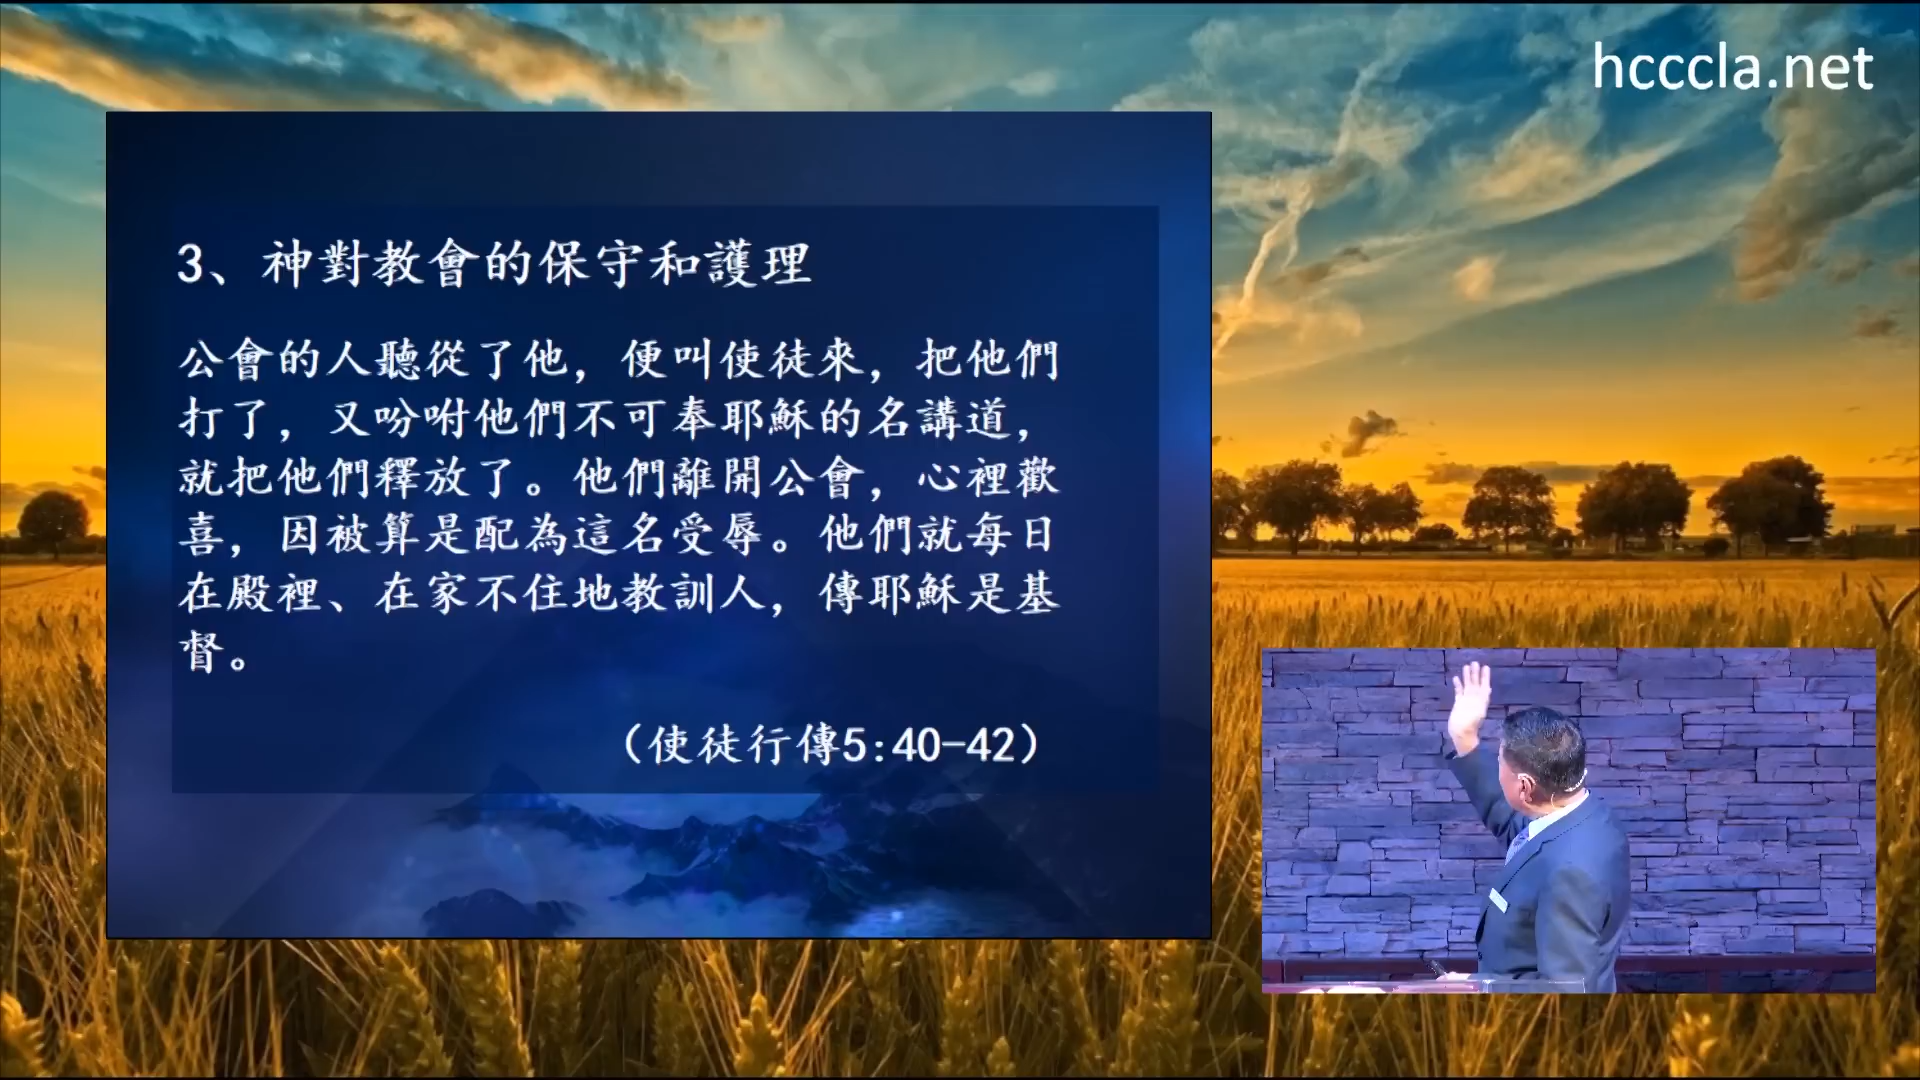 hcccla.net
3、神對教會的保守和護理
公會的人聽從了他，便叫使徒來，把他們
打了，又吩咐他們不可奉耶穌的名講道，
就把他們釋放了。他們離開公會，心裡歡
喜，因被算是配為這名受辱。他們就每日
在殿裡、在家不住地教訓人，傳耶穌是基
督。
（使徒行傳5:40-42）